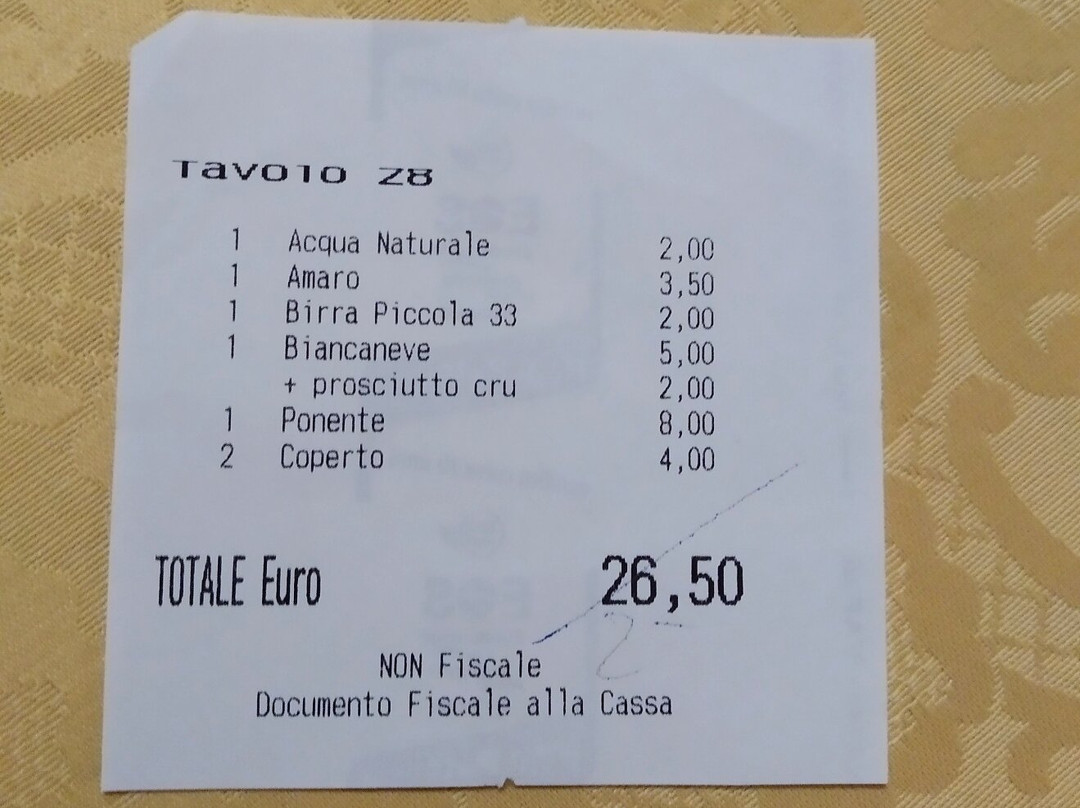 Tavolo Z8
1 Acqua Naturale 2,00
1 Amaro 3,50
1 Birra Piccola 33 2,00
1 Biancaneve 5,00
+ prosciutto cru 2,00
1 Ponente 8,00
2 Coperto 4,00
TOTALE Euro 26,50
NON Fiscale
Documento Fiscale alla Cassa